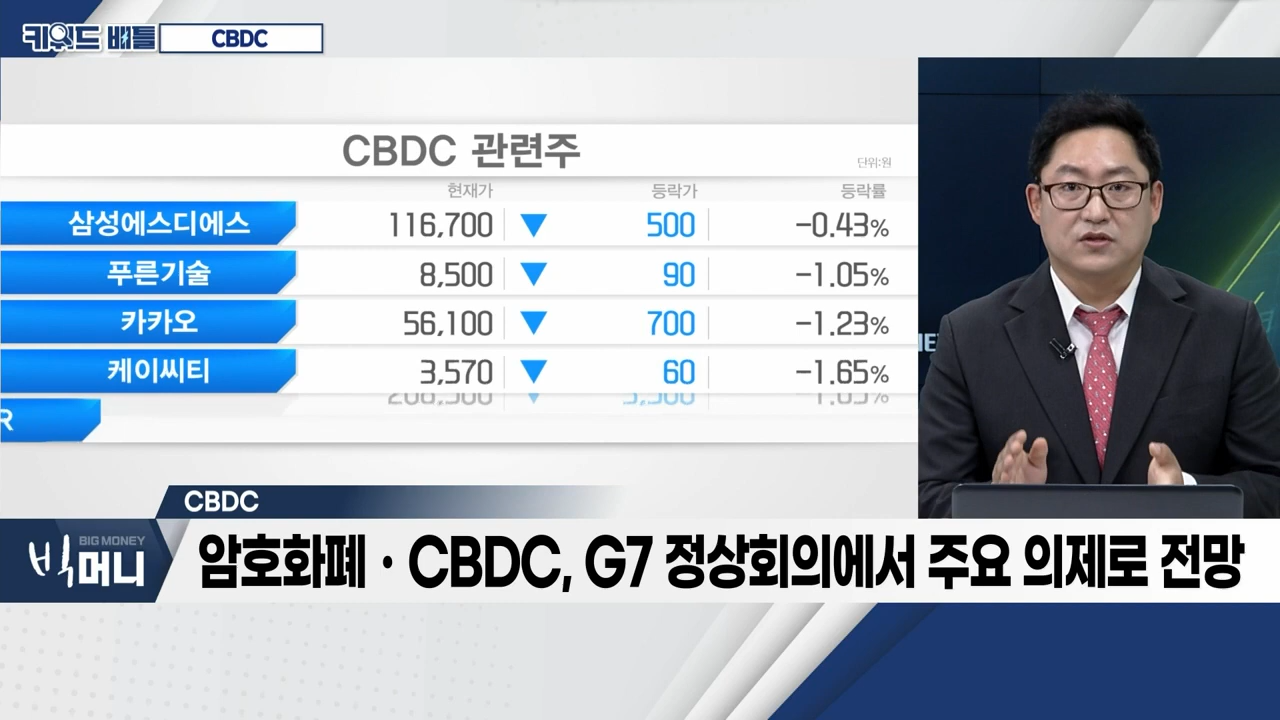 키워드 배틀 CBDC
CBDC 관련주
단위:원
현재가 등락가 등락률
삼성에스디에스 116,700 ▼ 500 -0.43%
푸른기술 8,500 ▼ 90 -1.05%
카카오 56,100 ▼ 700 -1.23%
케이씨티 3,570 ▼ 60 -1.65%
R
CBDC
BIG MONEY
빅머니
암호화폐·CBDC, G7 정상회의에서 주요 의제로 전망